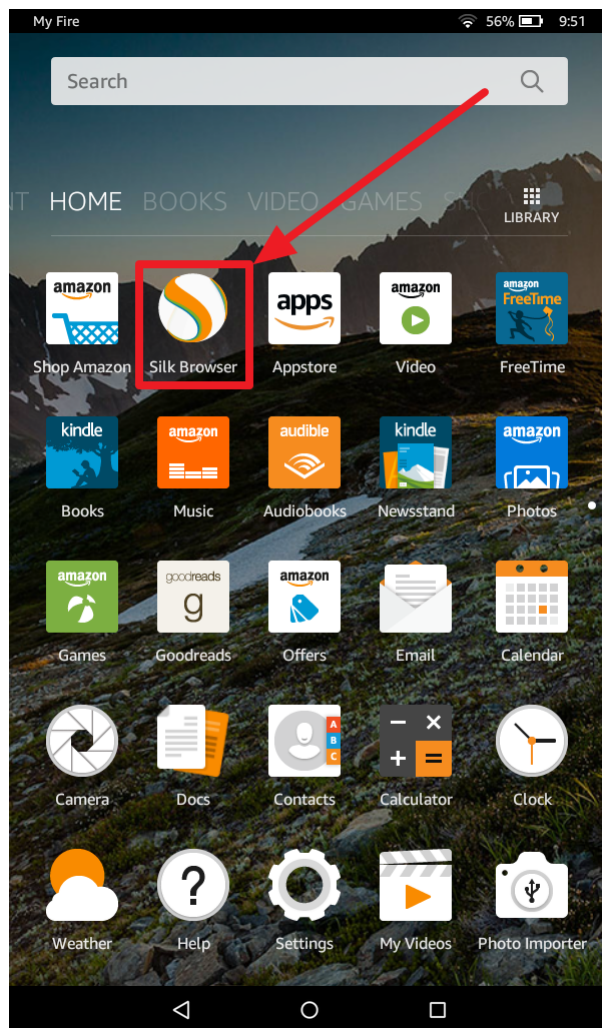 My Fire 56% 9:51
Search
NT HOME BOOKS VIDEO GAMES
LIBRARY
amazon apps amazon amazon FreeTime
Shop Amazon Silk Browser Appstore Video FreeTime
kindle amazon audible kindle amazon
Books Music Audiobooks Newsstand Photos
amazon goodreads g amazon
Games Goodreads Offers Email Calendar
A
B
C
− ×
+ =
Camera Docs Contacts Calculator Clock
?
Weather Help Settings My Videos Photo Importer